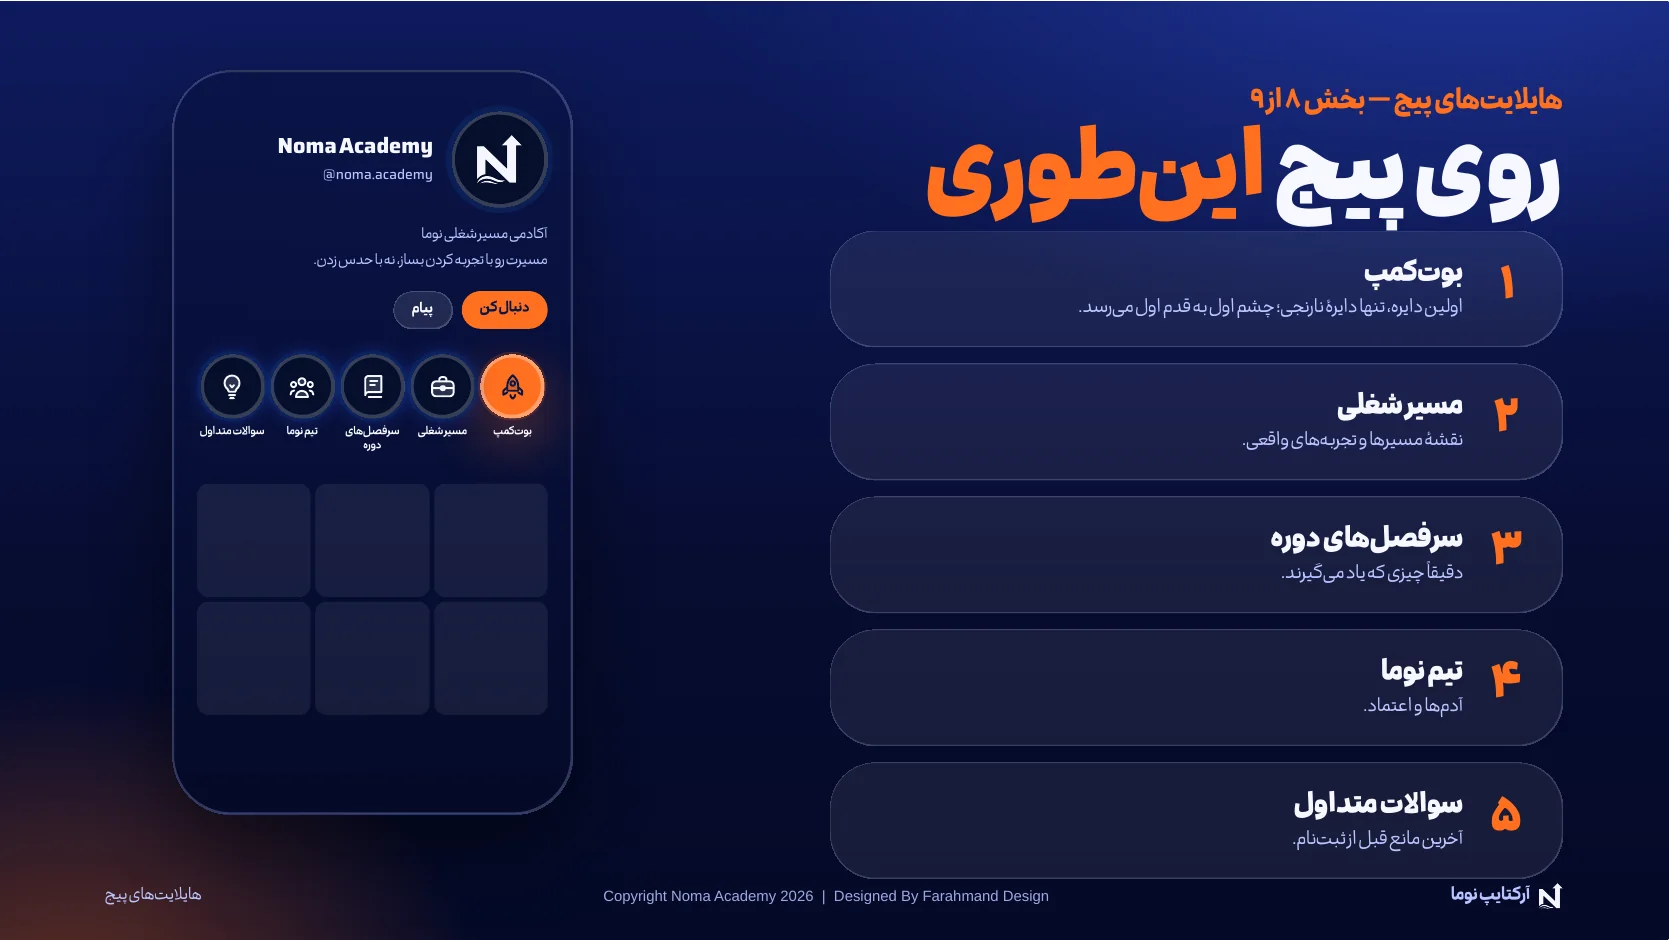 هایلایت‌های پیج — بخش ۸ از ۹
روی پیج این‌طوری
۱
بوت‌کمپ
اولین دایره، تنها دایرهٔ نارنجی؛ چشم اول به قدم اول می‌رسد.
۲
مسیر شغلی
نقشهٔ مسیرها و تجربه‌های واقعی.
۳
سرفصل‌های دوره
دقیقاً چیزی که یاد می‌گیرند.
۴
تیم نوما
آدم‌ها و اعتماد.
۵
سوالات متداول
آخرین مانع قبل از ثبت‌نام.
Noma Academy
@noma.academy
آکادمی مسیر شغلی نوما
مسیرت رو با تجربه کردن بساز، نه با حدس زدن.
دنبال کن
پیام
بوت‌کمپ
مسیر شغلی
سرفصل‌های
دوره
تیم نوما
سوالات متداول
آرکتایپ نوما
Copyright Noma Academy 2026 | Designed By Farahmand Design
هایلایت‌های پیج